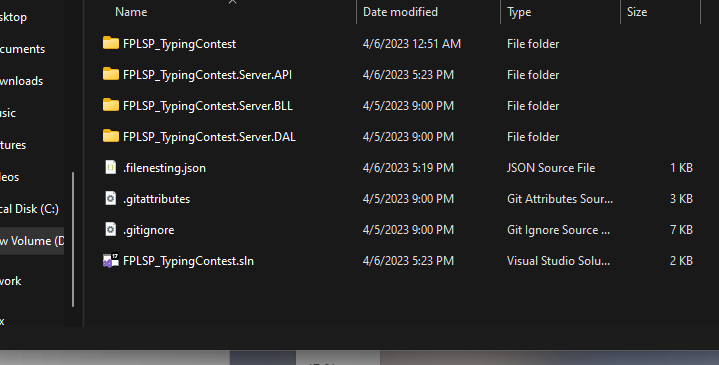 Name Date modified Type Size
sktop
FPLSP_TypingContest 4/6/2023 12:51 AM File folder
ocuments
FPLSP_TypingContest.Server.API 4/6/2023 5:23 PM File folder
ownloads
FPLSP_TypingContest.Server.BLL 4/5/2023 9:00 PM File folder
usic
FPLSP_TypingContest.Server.DAL 4/5/2023 9:00 PM File folder
tures
.filenesting.json 4/6/2023 5:19 PM JSON Source File 1 KB
eos
.gitattributes 4/5/2023 9:00 PM Git Attributes Sour... 3 KB
cal Disk (C:)
.gitignore 4/5/2023 9:00 PM Git Ignore Source ... 7 KB
w Volume (D
FPLSP_TypingContest.sln 4/6/2023 5:23 PM Visual Studio Solu... 2 KB
work
x